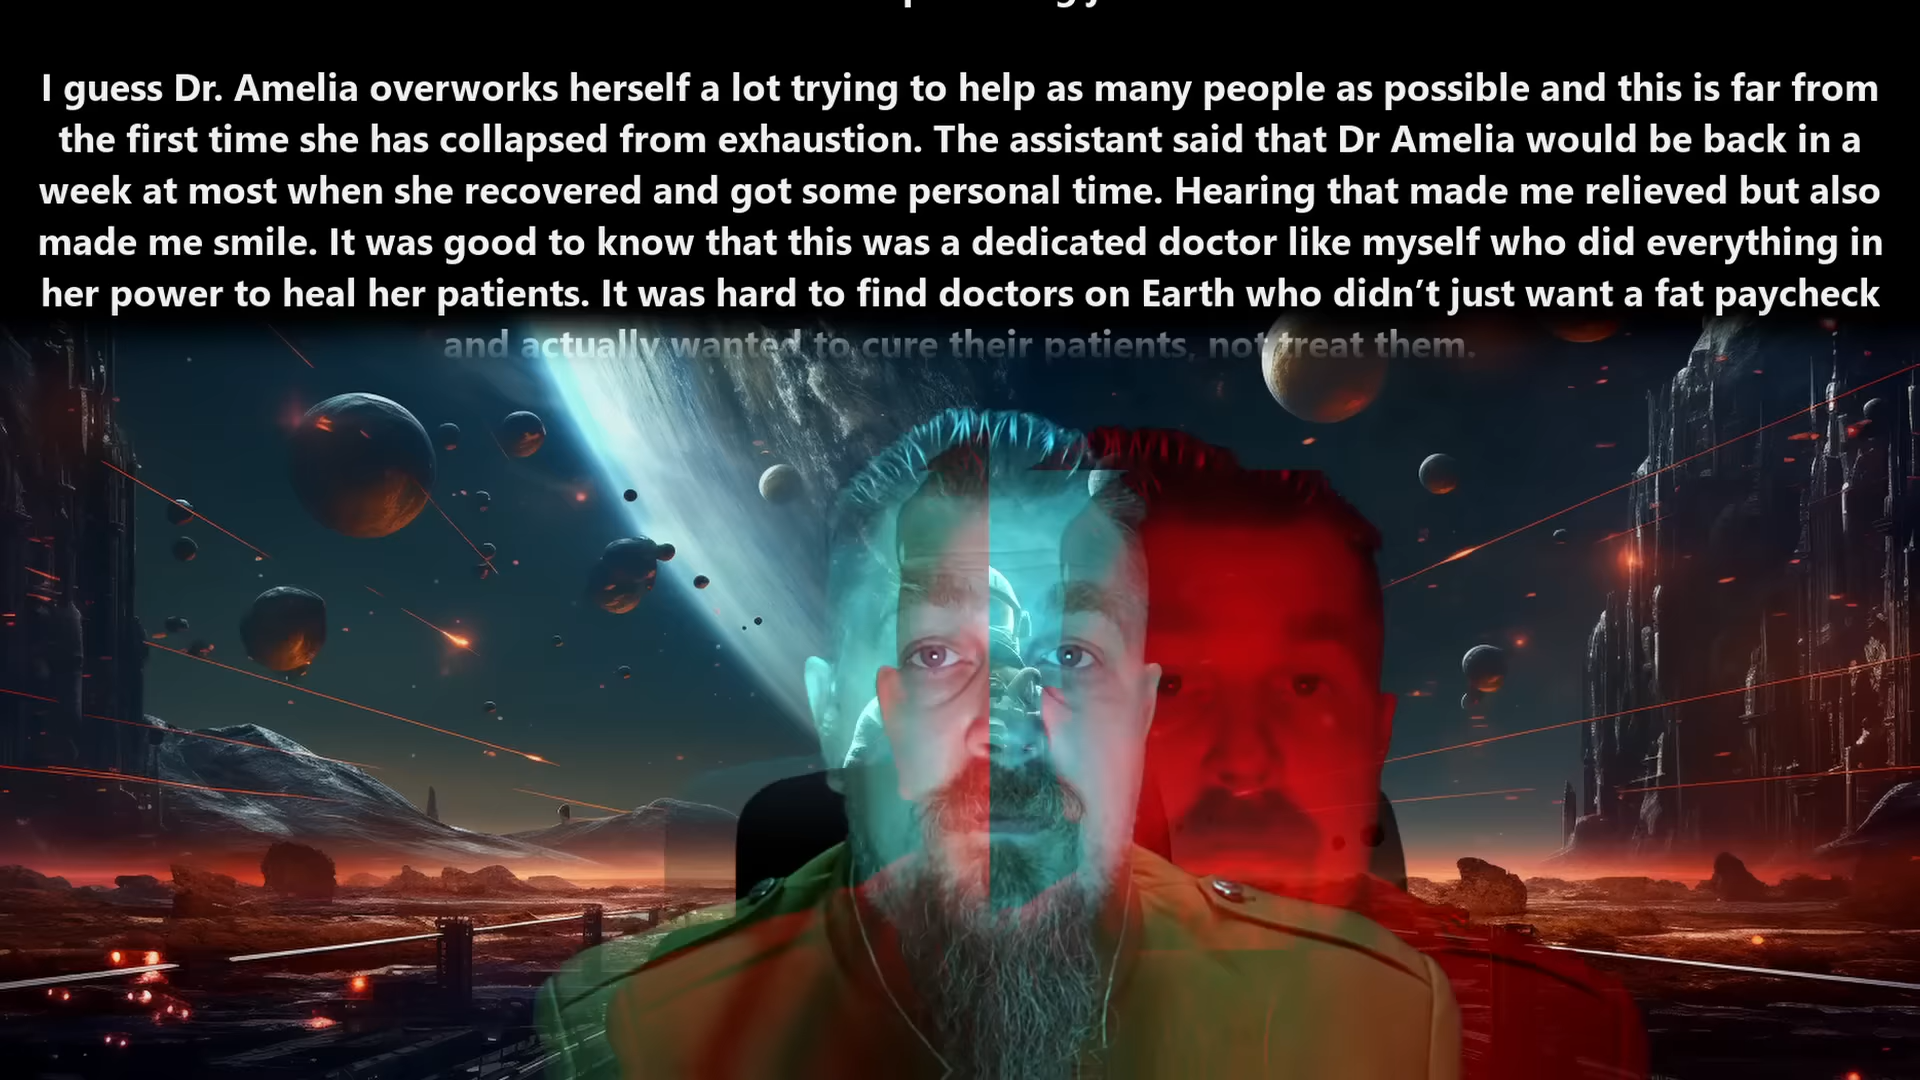 I guess Dr. Amelia overworks herself a lot trying to help as many people as possible and this is far from
the first time she has collapsed from exhaustion. The assistant said that Dr Amelia would be back in a
week at most when she recovered and got some personal time. Hearing that made me relieved but also
made me smile. It was good to know that this was a dedicated doctor like myself who did everything in
her power to heal her patients. It was hard to find doctors on Earth who didn’t just want a fat paycheck
and actually wanted to cure their patients, not treat them.